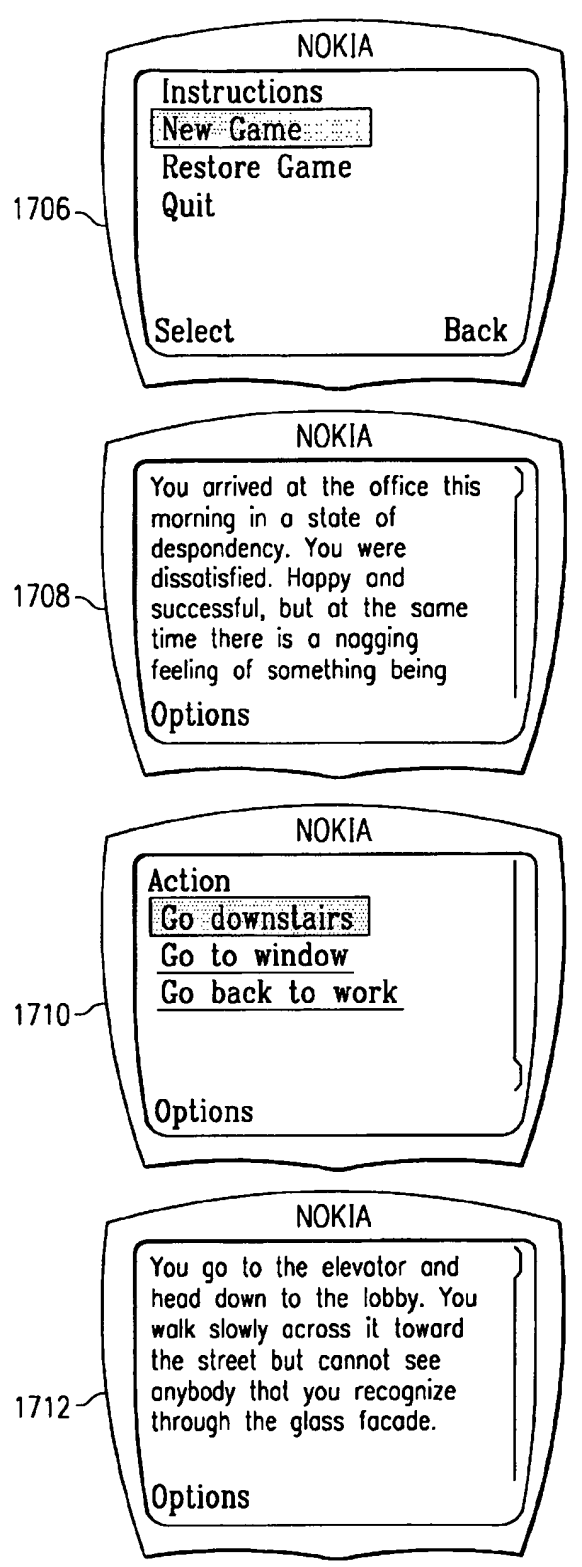 NOKIA
Instructions
New Game
Restore Game
Quit
1706
Select Back
NOKIA
You arrived at the office this
morning in a state of
despondency. You were
dissatisfied. Happy and
1708
successful, but at the same
time there is a nagging
feeling of something being
Options
NOKIA
Action
Go downstairs
Go to window
Go back to work
1710
Options
NOKIA
You go to the elevator and
head down to the lobby. You
walk slowly across it toward
the street but cannot see
anybody that you recognize
1712
through the glass facade.
Options